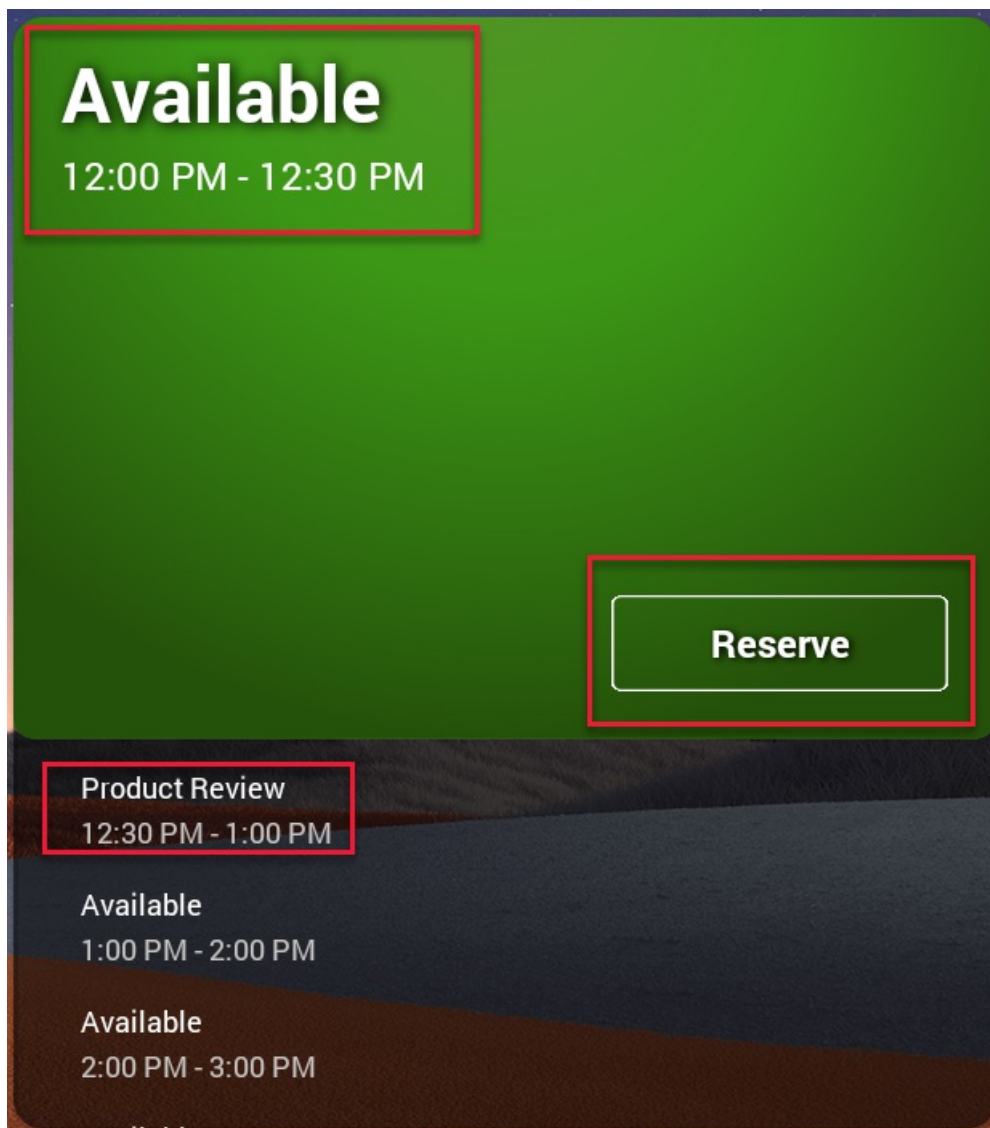 Available
12:00 PM - 12:30 PM
Reserve
Product Review
12:30 PM - 1:00 PM
Available
1:00 PM - 2:00 PM
Available
2:00 PM - 3:00 PM